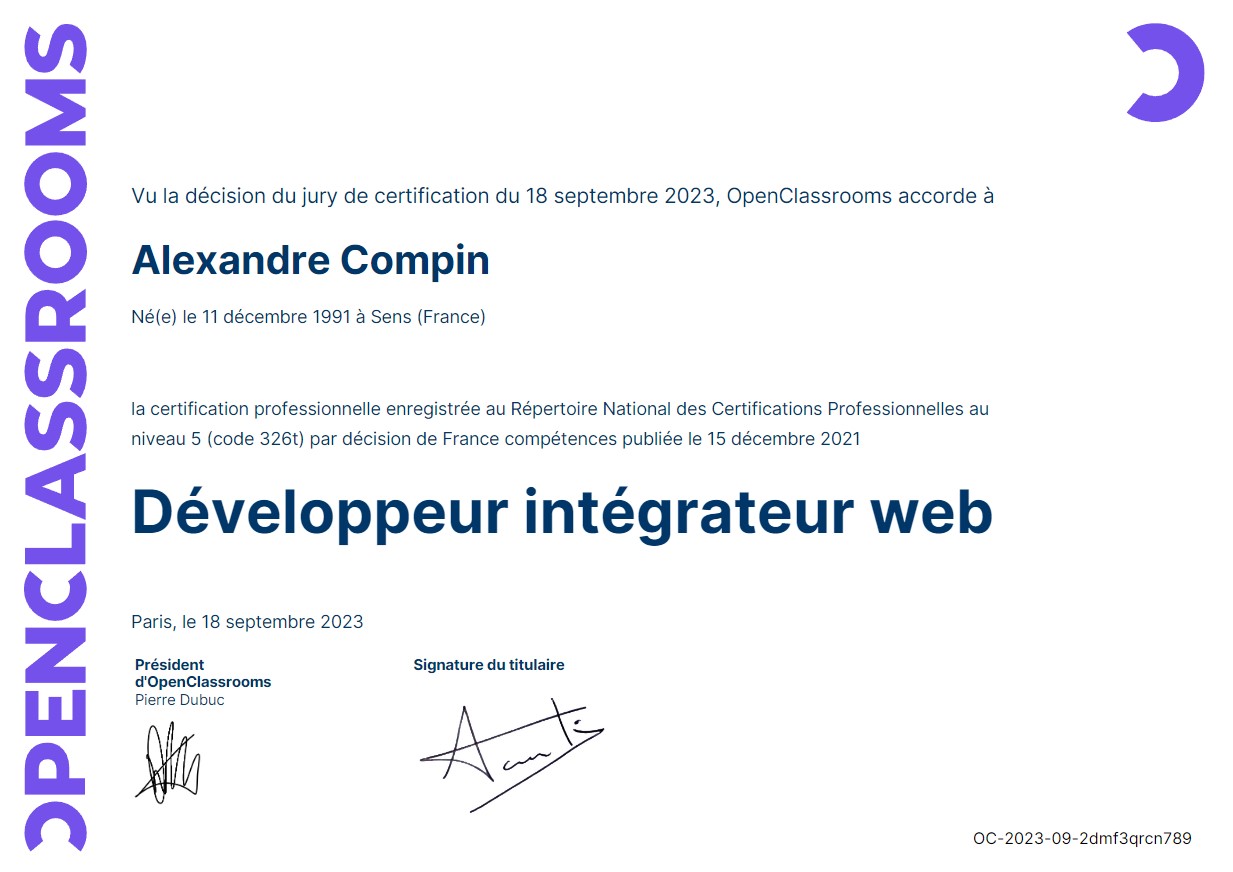 OPENCLASSROOMS
Vu la décision du jury de certification du 18 septembre 2023, OpenClassrooms accorde à
Alexandre Compin
Né(e) le 11 décembre 1991 à Sens (France)
la certification professionnelle enregistrée au Répertoire National des Certifications Professionnelles au
niveau 5 (code 326t) par décision de France compétences publiée le 15 décembre 2021
Développeur intégrateur web
Paris, le 18 septembre 2023
Président
d'OpenClassrooms
Pierre Dubuc
Signature du titulaire
OC-2023-09-2dmf3qrcn789